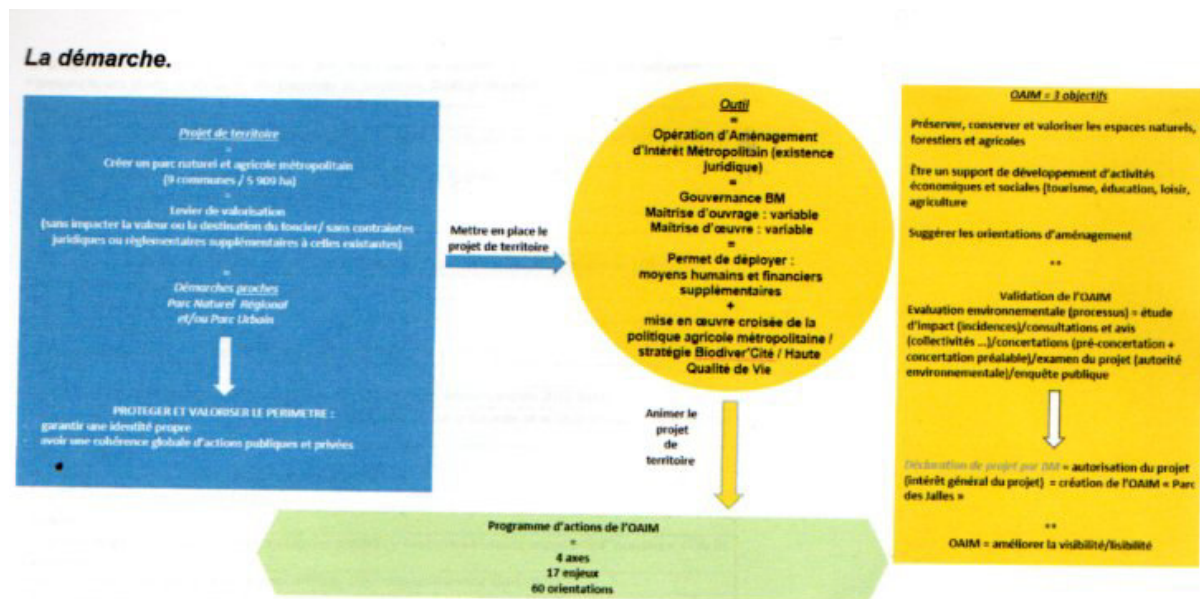 La démarche.
Projet de territoire
=
Créer un parc naturel et agricole métropolitain
(9 communes / 5 909 ha)
=
Levier de valorisation
(sans impacter la valeur ou la destination du foncier/ sans contraintes
juridiques ou règlementaires supplémentaires à celles existantes)
=
Démarches proches
Parc Naturel Régional
et/ou Parc Urbain
PROTEGER ET VALORISER LE PERIMETRE :
garantir une identité propre
avoir une cohérence globale d'actions publiques et privées
Mettre en place le
projet de territoire
Outil
=
Opération d'Aménagement
d'Intérêt Métropolitain (existence
juridique)
=
Gouvernance BM
Maîtrise d'ouvrage : variable
Maîtrise d'œuvre : variable
=
Permet de déployer :
moyens humains et financiers
supplémentaires
+
mise en œuvre croisée de la
politique agricole métropolitaine /
stratégie Biodiver'Cité / Haute
Qualité de Vie
Animer le
projet
de
territoire
Programme d'actions de l'OAIM
=
4 axes
17 enjeux
60 orientations
OAIM = 3 objectifs
Préserver, conserver et valoriser les espaces naturels,
forestiers et agricoles
Être un support de développement d'activités
économiques et sociales (tourisme, éducation, loisir,
agriculture
Suggérer les orientations d'aménagement
**
Validation de l'OAIM
Evaluation environnementale (processus) = étude
d'impact (incidences)/consultations et avis
(collectivités ...)/concertations (pré-concertation +
concertation préalable)/examen du projet (autorité
environnementale)/enquête publique
Déclaration de projet par BM = autorisation du projet
(intérêt général du projet) = création de l'OAIM « Parc
des Jalles »
**
OAIM = améliorer la visibilité/lisibilité